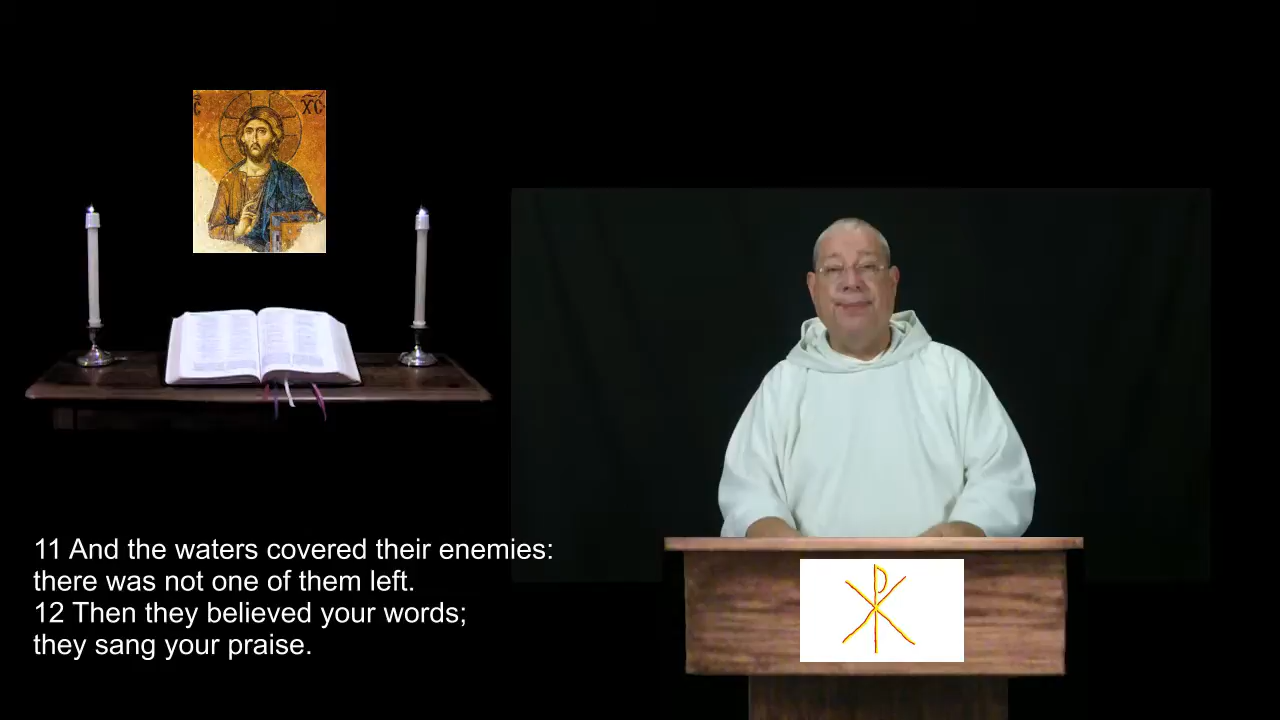 XC
11 And the waters covered their enemies:
there was not one of them left.
12 Then they believed your words;
they sang your praise.